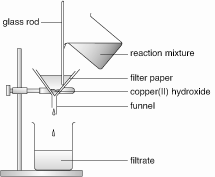 glass rod
reaction mixture
filter paper
copper(II) hydroxide
funnel
filtrate